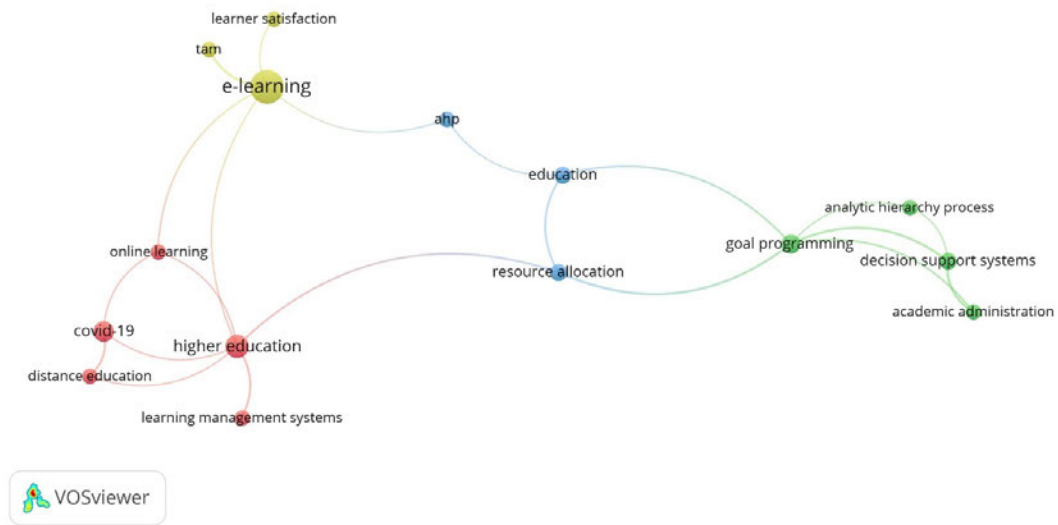 learner satisfaction
tam
e-learning
ahp
education
analytic hierarchy process
goal programming
online learning
decision support systems
resource allocation
academic administration
covid-19
higher education
distance education
learning management systems
VOSviewer